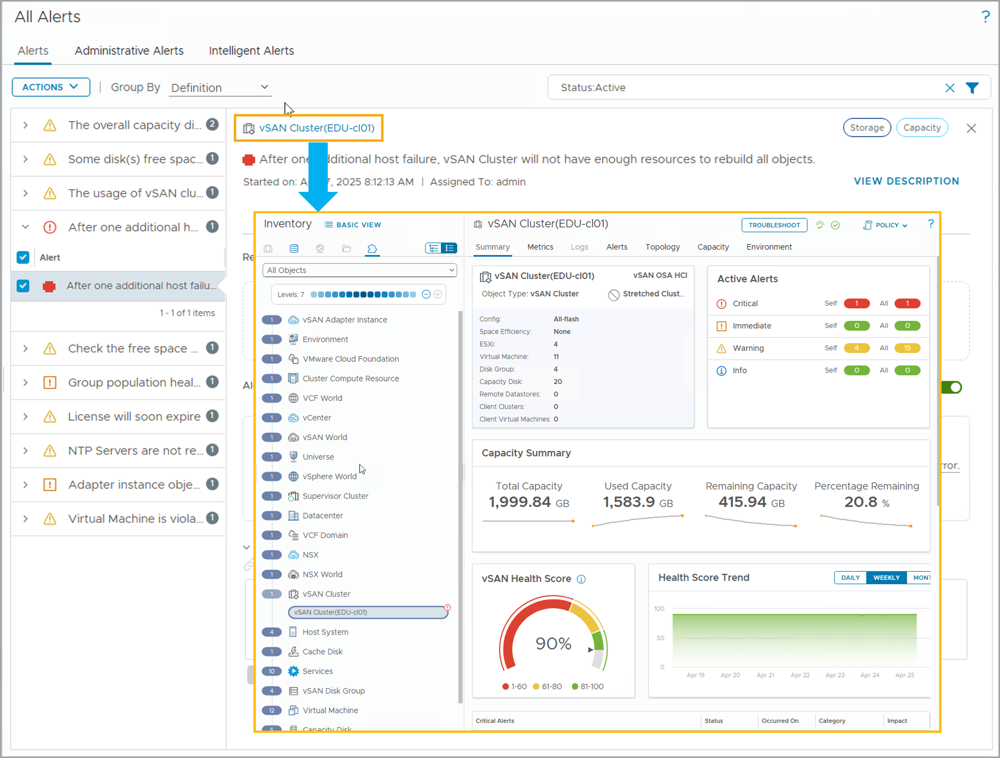 All Alerts
?
Alerts Administrative Alerts Intelligent Alerts
ACTIONS | Group By Definition
Status:Active
The overall capacity di... 2
Some disk(s) free spac... 1
The usage of vSAN clu... 1
After one additional h... 1
Alert
After one additional host failu...
1 - 1 of 1 items
Check the free space ... 1
Group population heal... 1
License will soon expire 1
NTP Servers are not re... 1
Adapter instance obje... 1
Virtual Machine is viola... 1
vSAN Cluster(EDU-cl01)
Storage Capacity
After one additional host failure, vSAN Cluster will not have enough resources to rebuild all objects.
Started on: 7, 2025 8:12:13 AM | Assigned To: admin
VIEW DESCRIPTION
Re
rror.
Inventory BASIC VIEW
All Objects
Levels: 7
1 vSAN Adapter Instance
1 Environment
1 VMware Cloud Foundation
1 Cluster Compute Resource
1 VCF World
1 vCenter
1 vSAN World
1 Universe
1 vSphere World
1 Supervisor Cluster
1 Datacenter
1 VCF Domain
1 NSX
1 NSX World
1 vSAN Cluster
vSAN Cluster(EDU-cl01)
4 Host System
1 Cache Disk
10 Services
4 vSAN Disk Group
12 Virtual Machine
5 Capacity Disk
vSAN Cluster(EDU-cl01)
TROUBLESHOOT POLICY ?
Summary Metrics Logs Alerts Topology Capacity Environment
vSAN Cluster(EDU-cl01) vSAN OSA HCI
Object Type: vSAN Cluster Stretched Clust...
Config: All-flash
Space Efficiency: None
ESXi: 4
Virtual Machine: 11
Disk Group: 4
Capacity Disk: 20
Remote Datastores: 0
Client Clusters: 0
Client Virtual Machines: 0
Active Alerts
Critical Self 1 All 1
Immediate Self 0 All 0
Warning Self 4 All 15
Info Self 0 All 0
Capacity Summary
Total Capacity Used Capacity Remaining Capacity Percentage Remaining
1,999.84 GB 1,583.9 GB 415.94 GB 20.8 %
vSAN Health Score
90%
1-60 61-80 81-100
Health Score Trend
DAILY WEEKLY MONT
100
50
0
Apr 19 Apr 20 Apr 21 Apr 22 Apr 23 Apr 24 Apr 25
Critical Alerts Status Occurred On Category Impact